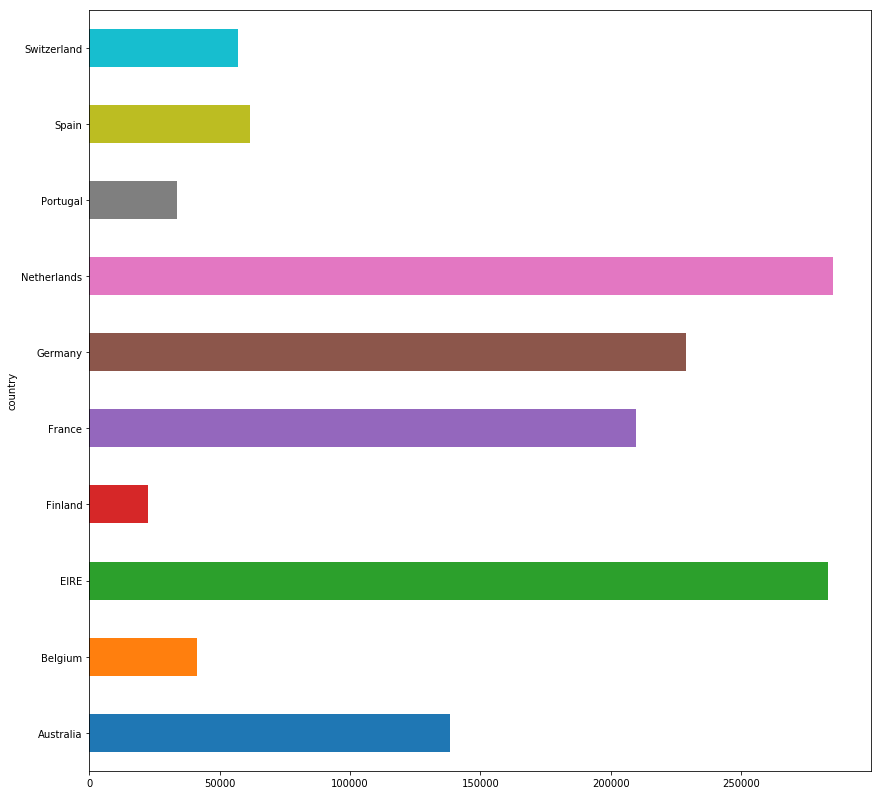 Switzerland
Spain
Portugal
Netherlands
Germany
country
France
Finland
EIRE
Belgium
Australia
0 50000 100000 150000 200000 250000